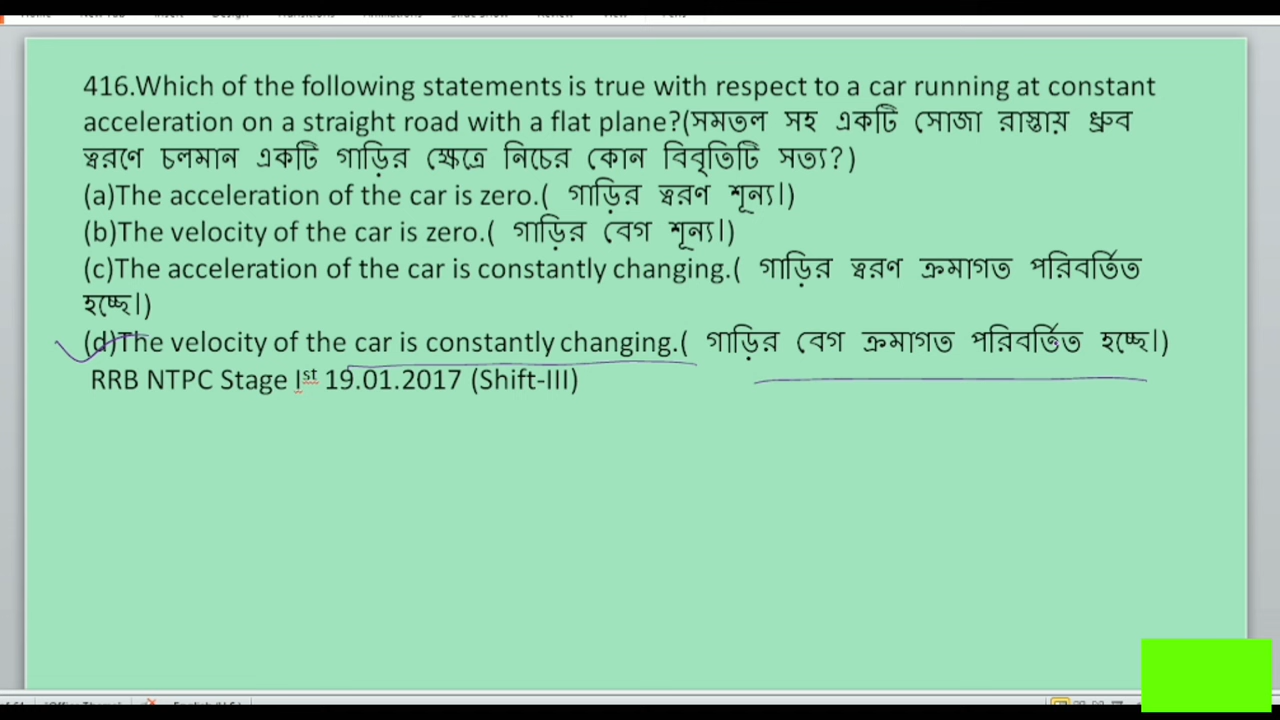 416.Which of the following statements is true with respect to a car running at constant
acceleration on a straight road with a flat plane?(সমতল সহ একটি সোজা রাস্তায় ধ্রুব
ত্বরণে চলমান একটি গাড়ির ক্ষেত্রে নিচের কোন বিবৃতিটি সত্য?)
(a)The acceleration of the car is zero.( গাড়ির ত্বরণ শূন্য।)
(b)The velocity of the car is zero.( গাড়ির বেগ শূন্য।)
(c)The acceleration of the car is constantly changing.( গাড়ির ত্বরণ ক্রমাগত পরিবর্তিত
হচ্ছে।)
(d)The velocity of the car is constantly changing.( গাড়ির বেগ ক্রমাগত পরিবর্তিত হচ্ছে।)
RRB NTPC Stage Ist 19.01.2017 (Shift-III)